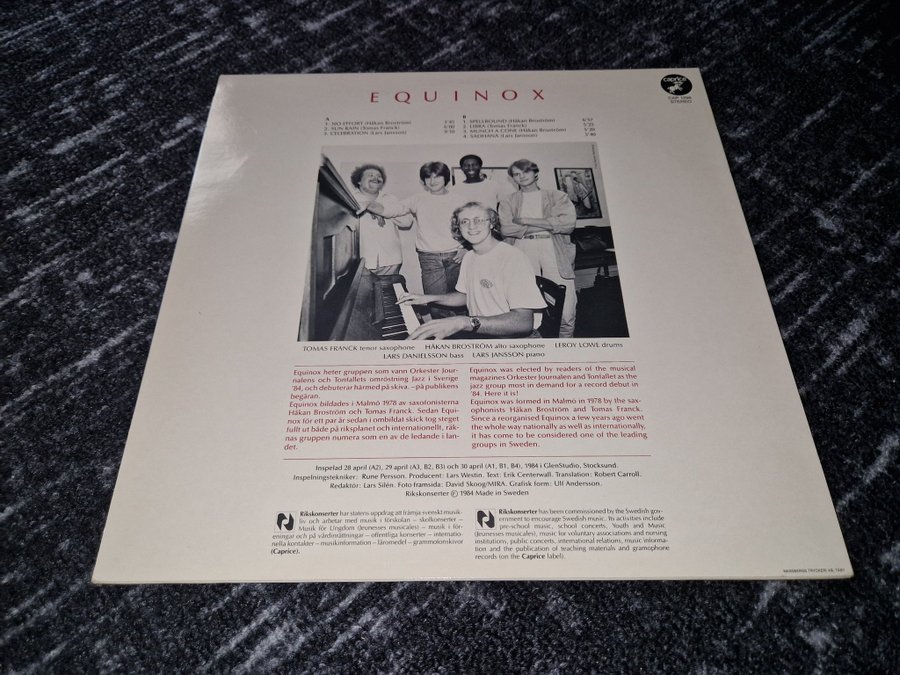 EQUINOX
caprice
STEREO
A
1. NO EFFORT (Håkan Broström)
2. SUN RAIN (Tomas Franck)
3. CELEBRATION (Lars Jansson)
B
1. SPELLBOUND (Håkan Broström)
2. LIBRA (Tomas Franck)
3. MUNCH A CONE (Håkan Broström)
4. SADHANA (Lars Jansson)
TOMAS FRANCK tenor saxophone HÅKAN BROSTRÖM alto saxophone LEROY LOWE drums
LARS DANIELSSON bass LARS JANSSON piano
Equinox heter gruppen som vann Orkester Jour-
nalens och Tonfallets omröstning Jazz i Sverige
'84, och debuterar härmed på skiva. – på publikens
begäran.
Equinox bildades i Malmö 1978 av saxofonisterna
Håkan Broström och Tomas Franck. Sedan Equi-
nox för ett par år sedan i ombildat skick tog steget
fullt ut både på riksplanet och internationellt, räk-
nas gruppen numera som en av de ledande i lan-
det.
Equinox was elected by readers of the musical
magazines Orkester Journalen and Tonfallet as the
jazz group most in demand for a record debut in
'84. Here it is!
Equinox was formed in Malmö in 1978 by the sax-
ophonists Håkan Broström and Tomas Franck.
Since a reorganised Equinox a few years ago went
the whole way nationally as well as internationally,
it has come to be considered one of the leading
groups in Sweden.
Inspelad 28 april (A2), 29 april (A3, B2, B3) och 30 april (A1, B1, B4), 1984 i GlenStudio, Stocksund.
Inspelningstekniker: Rune Persson. Producent: Lars Westin. Text: Erik Centerwall. Translation: Robert Carroll.
Redaktör: Lars Silén. Foto framsida: David Skoog/MIRA. Grafisk form: Ulf Andersson.
Rikskonserter ℗ 1984 Made in Sweden
Rikskonserter har statens uppdrag att främja svenskt musik-
liv och arbetar med musik i förskolan – skolkonserter –
Musik för Ungdom (Jeunesses musicales) – musik i för-
eningar och på vårdinrättningar – offentliga konserter – internatio-
nella kontakter – musikinformation – läromedel – grammofonskivor
(Caprice).
Rikskonserter has been commissioned by the Swedish gov-
ernment to encourage Swedish music. Its activities include
pre-school music, school concerts, Youth and Music
(Jeunesses musicales), music for voluntary associations and nursing
institutions, public concerts, international relations, music informa-
tion and the publication of teaching materials and gramophone
records (on the Caprice label).